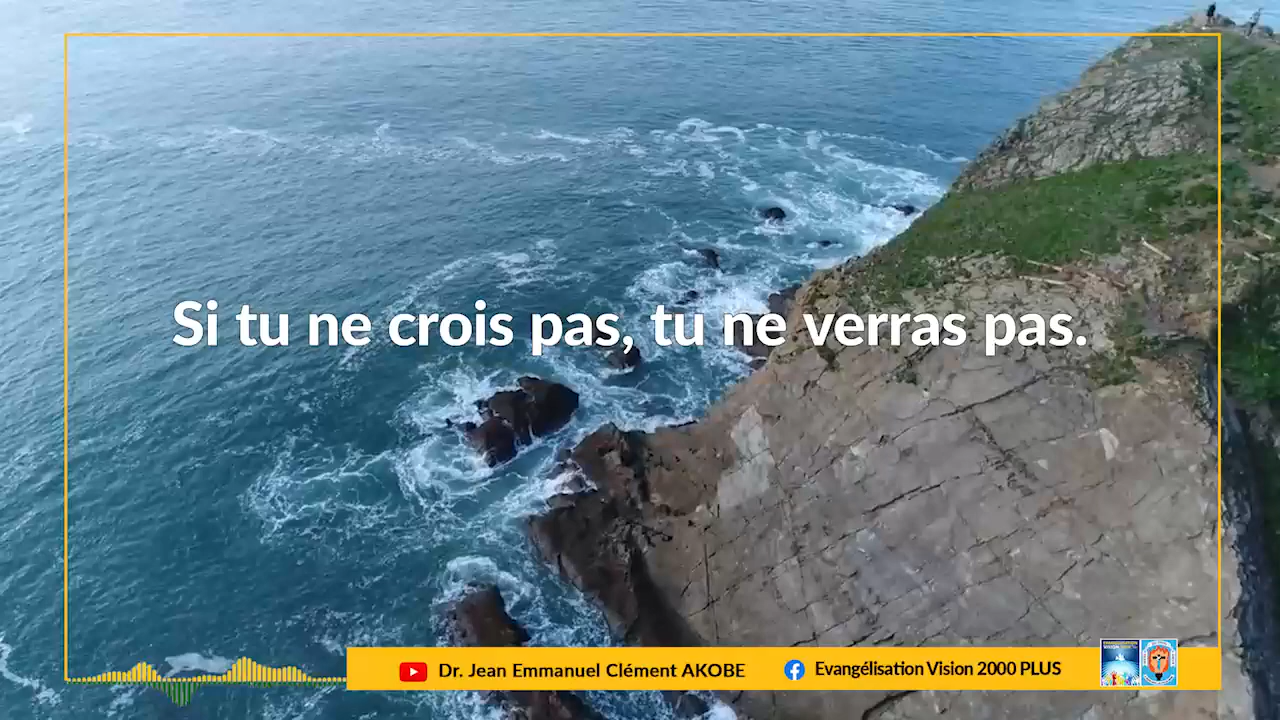 Si tu ne crois pas, tu ne verras pas.
Dr. Jean Emmanuel Clément AKOBE
Evangélisation Vision 2000 PLUS